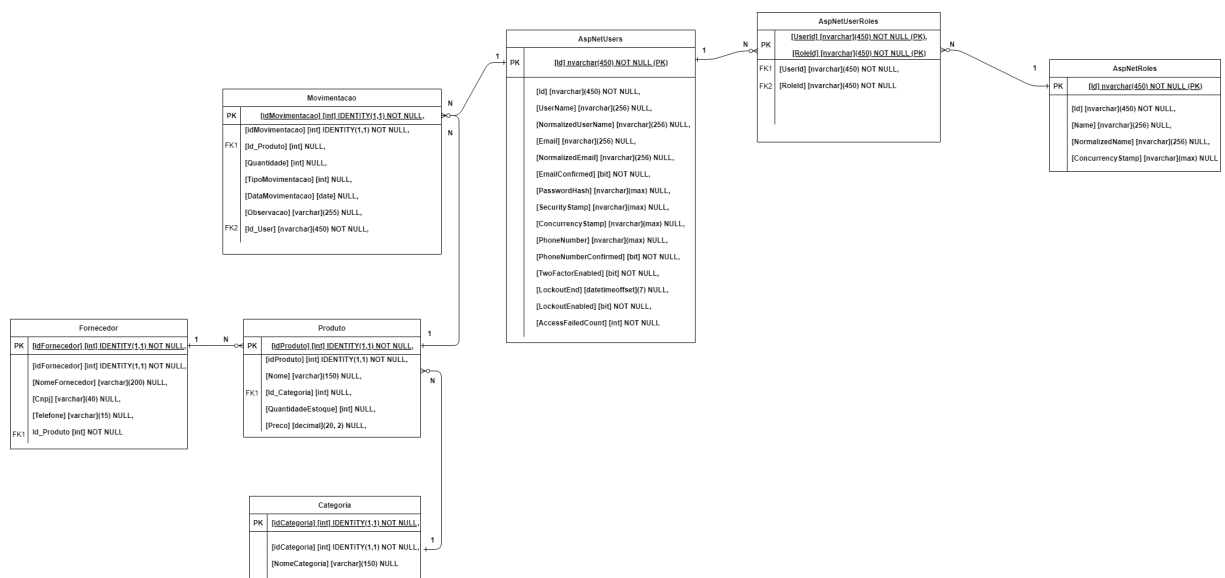 AspNetUserRoles
PK
[UserId] [nvarchar](450) NOT NULL (PK),
[RoleId] [nvarchar](450) NOT NULL (PK)
FK1 [UserId] [nvarchar](450) NOT NULL,
FK2 [RoleId] [nvarchar](450) NOT NULL
N
N
AspNetUsers
PK [Id] nvarchar(450) NOT NULL (PK)
[Id] [nvarchar](450) NOT NULL,
[UserName] [nvarchar](256) NULL,
[NormalizedUserName] [nvarchar](256) NULL,
[Email] [nvarchar](256) NULL,
[NormalizedEmail] [nvarchar](256) NULL,
[EmailConfirmed] [bit] NOT NULL,
[PasswordHash] [nvarchar](max) NULL,
[SecurityStamp] [nvarchar](max) NULL,
[ConcurrencyStamp] [nvarchar](max) NULL,
[PhoneNumber] [nvarchar](max) NULL,
[PhoneNumberConfirmed] [bit] NOT NULL,
[TwoFactorEnabled] [bit] NOT NULL,
[LockoutEnd] [datetimeoffset](7) NULL,
[LockoutEnabled] [bit] NOT NULL,
[AccessFailedCount] [int] NOT NULL
1
1
AspNetRoles
PK [Id] nvarchar(450) NOT NULL (PK)
[Id] [nvarchar](450) NOT NULL,
[Name] [nvarchar](256) NULL,
[NormalizedName] [nvarchar](256) NULL,
[ConcurrencyStamp] [nvarchar](max) NULL
1
Movimentacao
PK [idMovimentacao] [int] IDENTITY(1,1) NOT NULL,
[idMovimentacao] [int] IDENTITY(1,1) NOT NULL,
FK1 [Id_Produto] [int] NULL,
[Quantidade] [int] NULL,
[TipoMovimentacao] [int] NULL,
[DataMovimentacao] [date] NULL,
[Observacao] [varchar](255) NULL,
FK2 [Id_User] [nvarchar](450) NOT NULL,
N
N
Fornecedor
PK [idFornecedor] [int] IDENTITY(1,1) NOT NULL,
[idFornecedor] [int] IDENTITY(1,1) NOT NULL,
[NomeFornecedor] [varchar](200) NULL,
[Cnpj] [varchar](40) NULL,
[Telefone] [varchar](15) NULL,
FK1 Id_Produto [int] NOT NULL
1
N
Produto
PK [idProduto] [int] IDENTITY(1,1) NOT NULL,
[idProduto] [int] IDENTITY(1,1) NOT NULL,
[Nome] [varchar](150) NULL,
FK1 [Id_Categoria] [int] NULL,
[QuantidadeEstoque] [int] NULL,
[Preco] [decimal](20, 2) NULL,
1
N
Categoria
PK [idCategoria] [int] IDENTITY(1,1) NOT NULL,
[idCategoria] [int] IDENTITY(1,1) NOT NULL,
[NomeCategoria] [varchar](150) NULL
1